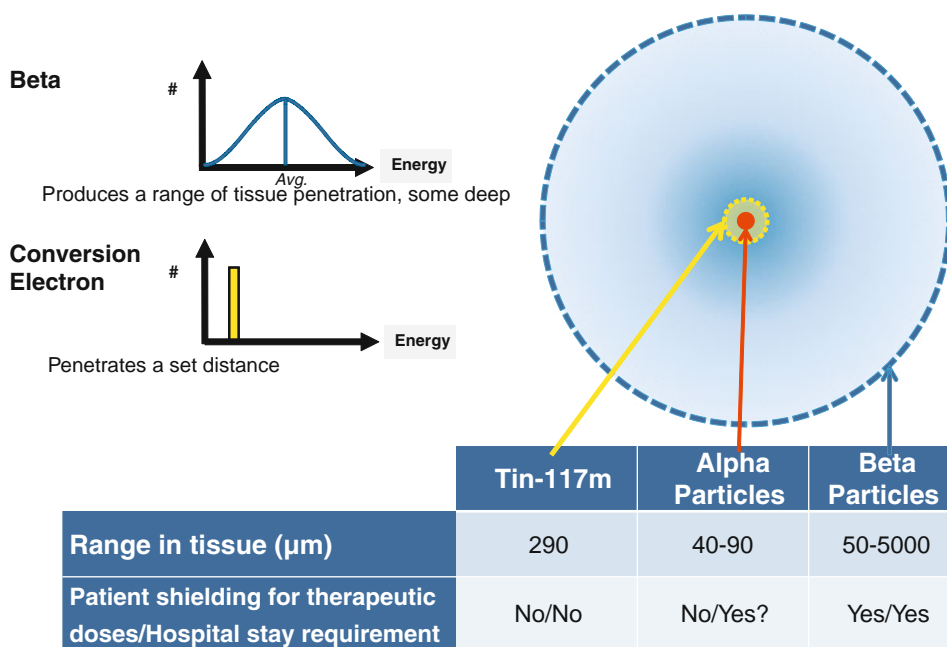 Beta
#
Energy
Avg.
Produces a range of tissue penetration, some deep
Conversion
Electron
#
Energy
Penetrates a set distance
Tin-117m
Alpha
Particles
Beta
Particles
Range in tissue (µm)
290
40-90
50-5000
Patient shielding for therapeutic
doses/Hospital stay requirement
No/No
No/Yes?
Yes/Yes